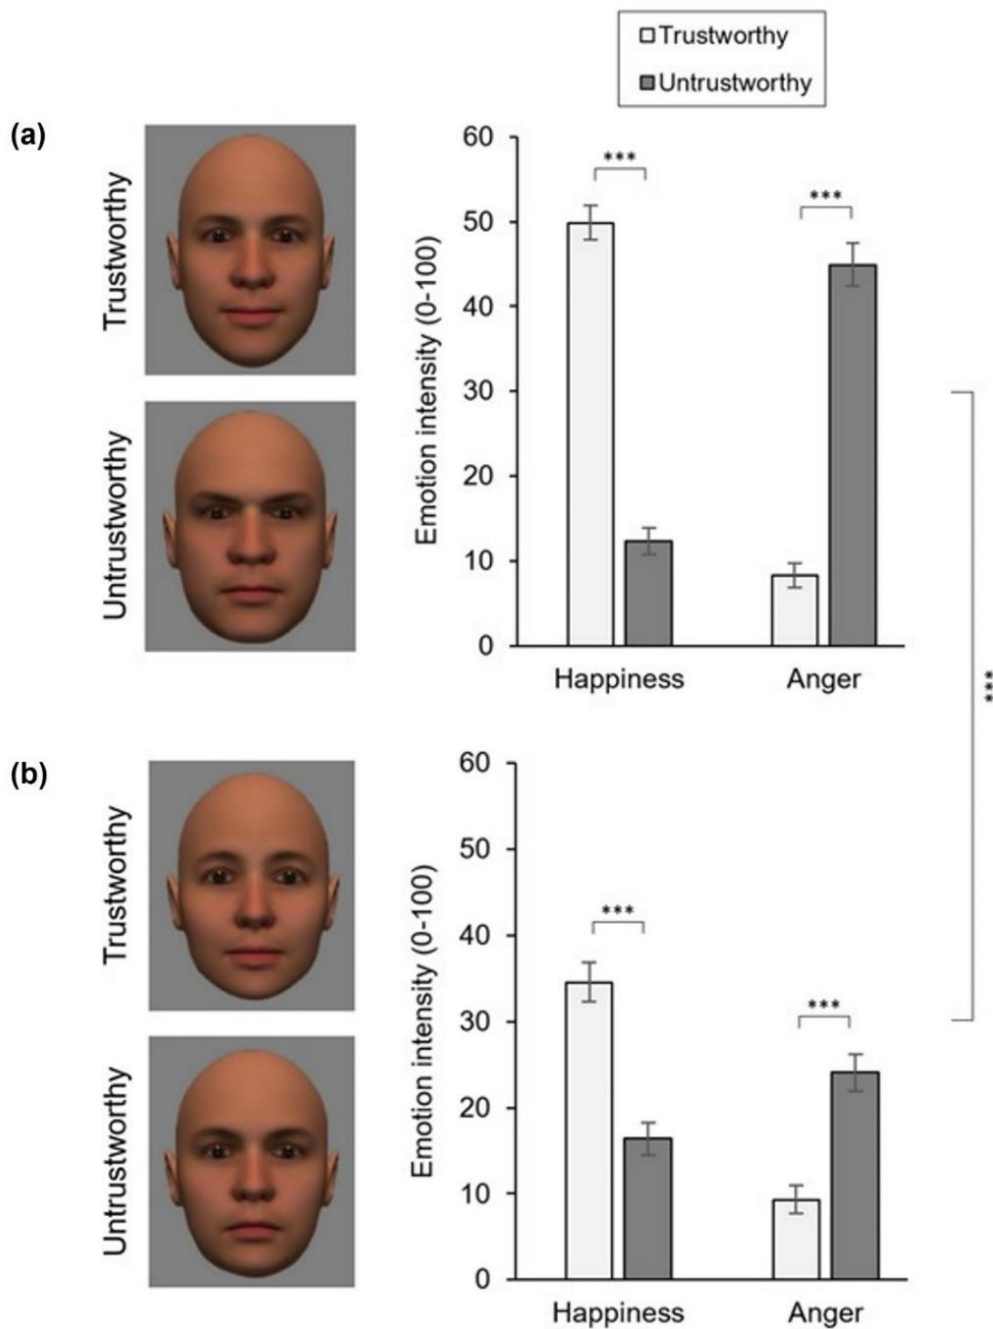 Trustworthy
Untrustworthy
(a)
Trustworthy
Untrustworthy
Emotion intensity (0-100)
60
50
40
30
20
10
0
***
***
Happiness
Anger
***
(b)
Trustworthy
Untrustworthy
Emotion intensity (0-100)
60
50
40
30
20
10
0
***
***
Happiness
Anger